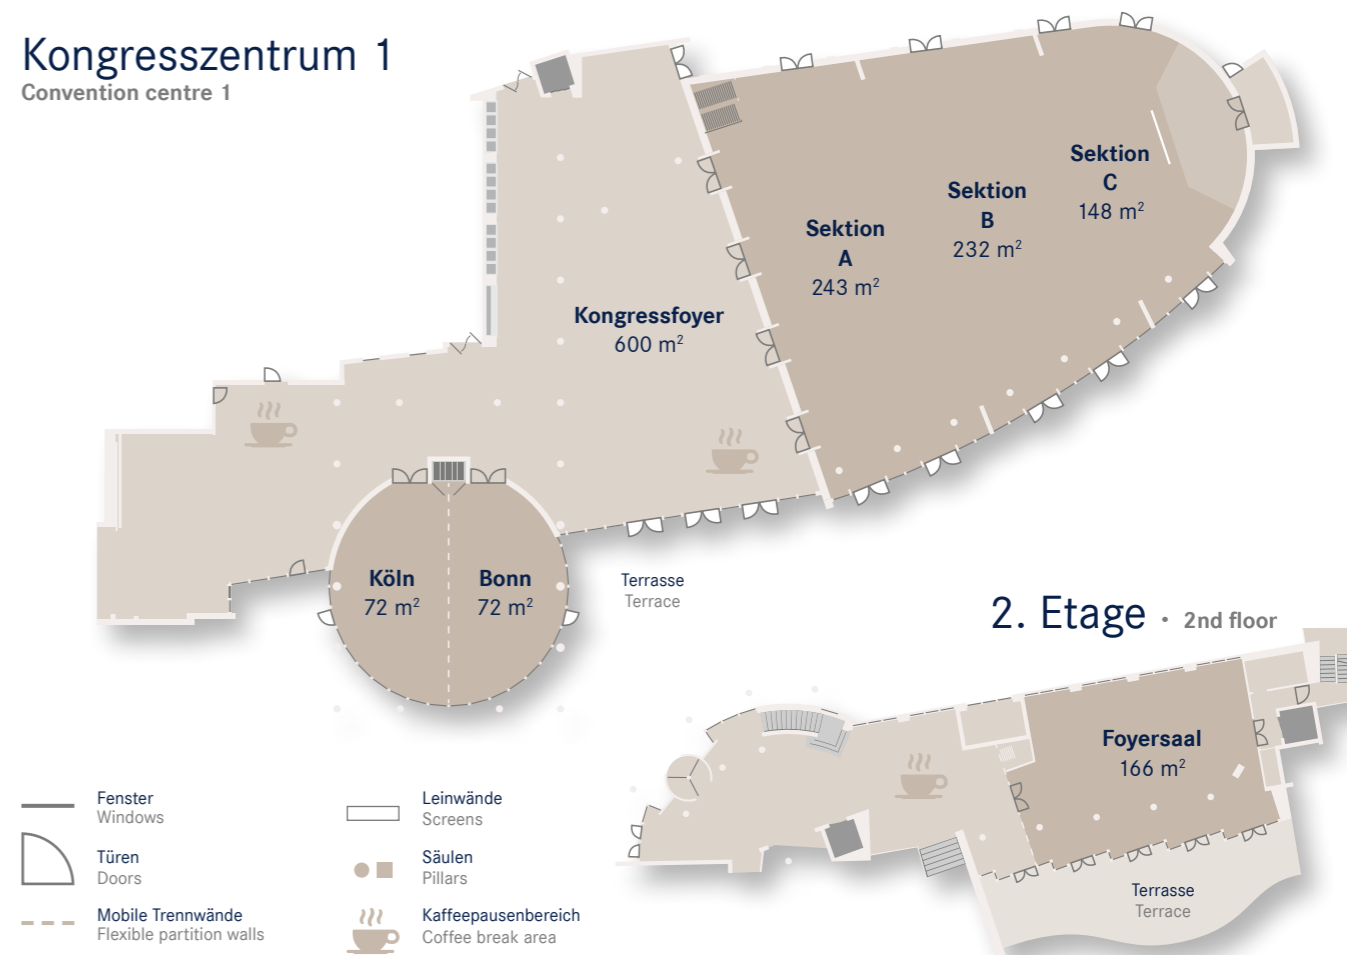 Kongresszentrum 1
Convention centre 1
Sektion
A
243 m²
Sektion
B
232 m²
Sektion
C
148 m²
Kongressfoyer
600 m²
Köln
72 m²
Bonn
72 m²
Terrasse
Terrace
2. Etage · 2nd floor
Foyersaal
166 m²
Terrasse
Terrace
Fenster
Windows
Türen
Doors
Mobile Trennwände
Flexible partition walls
Leinwände
Screens
Säulen
Pillars
Kaffeepausenbereich
Coffee break area